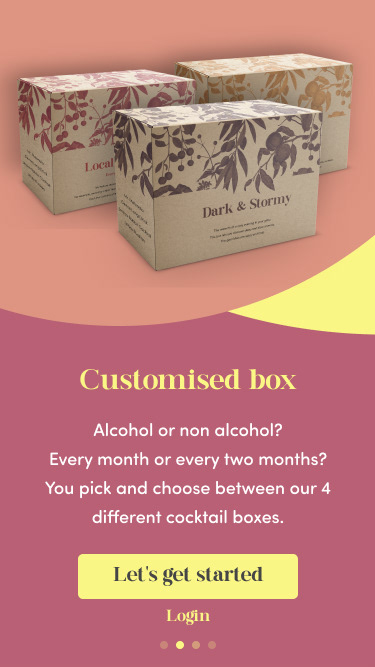 Local
Dark & Stormy
Customised box
Alcohol or non alcohol?
Every month or every two months?
You pick and choose between our 4
different cocktail boxes.
Let's get started
Login